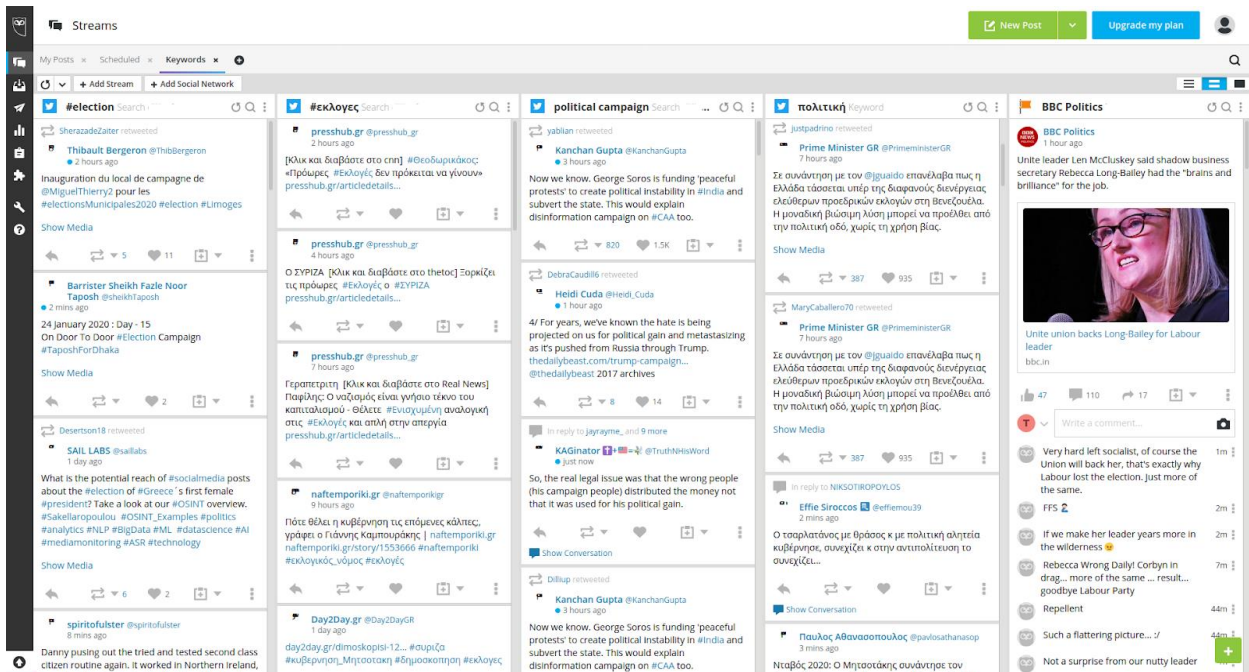 Streams
New Post
Upgrade my plan
My Posts ×
Scheduled ×
Keywords ×
+ Add Stream
+ Add Social Network
#election Search
SherazadeZaiter retweeted
Thibault Bergeron @ThibBergeron
2 hours ago
Inauguration du local de campagne de
@MiguelThierry2 pour les
#electionsMunicipales2020 #election #Limoges
Show Media
5
11
Barrister Sheikh Fazle Noor
Taposh @sheikhTaposh
2 mins ago
24 January 2020 : Day - 15
On Door To Door #Election Campaign
#TaposhForDhaka
Show Media
2
Desertson18 retweeted
SAIL LABS @saillabs
1 day ago
What is the potential reach of #socialmedia posts
about the #election of #Greece´s first female
#president? Take a look at our #OSINT overview.
#Sakellaropoulou #OSINT_Examples #politics
#analytics #NLP #BigData #ML #datascience #AI
#mediamonitoring #ASR #technology
Show Media
6
2
spiritofulster @spiritofulster
8 mins ago
Danny pusing out the tried and tested second class
citizen routine again. it worked in Northern Ireland,
#εκλογες Search
presshub.gr @presshub_gr
2 hours ago
[Κλικ και διαβάστε στο cnn] #Θεοδωρικάκος:
«Πρόωρες #Εκλογές δεν πρόκειται να γίνουν»
presshub.gr/articledetails...
presshub.gr @presshub_gr
4 hours ago
Ο ΣΥΡΙΖΑ [Κλικ και διαβάστε στο thetoc] Ξορκίζει
τις πρόωρες #Εκλογές ο #ΣΥΡΙΖΑ
presshub.gr/articledetails...
presshub.gr @presshub_gr
7 hours ago
Γεραπετριτη [Κλικ και διαβάστε στο Real News]
Παφίλης: Ο ναζισμός είναι γνήσιο τέκνο του
καπιταλισμού - Θέλετε #Ενισχυμένη αναλογική
στις #Εκλογές και απλή στην απεργία
presshub.gr/articledetails...
naftemporiki.gr @naftemporikigr
9 hours ago
Πότε θέλει η κυβέρνηση τις επόμενες κάλπες,
γράφει ο Γιάννης Καμπουράκης | naftemporiki.gr
naftemporiki.gr/story/1553666 #naftemporiki
#εκλογικός_νόμος #εκλογές
Day2Day.gr @Day2DayGR
1 day ago
day2day.gr/dimoskopisi-12... #συριζα
#κυβερνηση_Μητσοτακη #δημοσκοπηση #εκλογες
political campaign Search ...
yablian retweeted
Kanchan Gupta @KanchanGupta
3 hours ago
Now we know. George Soros is funding 'peaceful
protests' to create political instability in #India and
subvert the state. This would explain
disinformation campaign on #CAA too.
820
1.5K
DebraCaudill6 retweeted
Heidi Cuda @Heidi_Cuda
1 hour ago
4/ For years, we've known the hate is being
projected on us for political gain and metastasizing
as it's pushed from Russia through Trump.
thedailybeast.com/trump-campaign...
@thedailybeast 2017 archives
8
14
In reply to jayrayme_ and 9 more
KAGinator @TruthNHisWord
just now
So, the real legal issue was that the wrong people
(his campaign people) distributed the money not
that it was used for his political gain.
Show Conversation
Dilliup retweeted
Kanchan Gupta @KanchanGupta
3 hours ago
Now we know. George Soros is funding 'peaceful
protests' to create political instability in #India and
subvert the state. This would explain
disinformation campaign on #CAA too.
πολιτική Keyword
justpadrino retweeted
Prime Minister GR @PrimeministerGR
7 hours ago
Σε συνάντηση με τον @jguaido επανέλαβα πως η
Ελλάδα τάσσεται υπέρ της διαφανούς διενέργειας
ελεύθερων προεδρικών εκλογών στη Βενεζουέλα.
Η μοναδική βιώσιμη λύση μπορεί να προέλθει από
την πολιτική οδό, χωρίς τη χρήση βίας.
Show Media
387
935
MaryCaballero70 retweeted
Prime Minister GR @PrimeministerGR
7 hours ago
Σε συνάντηση με τον @jguaido επανέλαβα πως η
Ελλάδα τάσσεται υπέρ της διαφανούς διενέργειας
ελεύθερων προεδρικών εκλογών στη Βενεζουέλα.
Η μοναδική βιώσιμη λύση μπορεί να προέλθει από
την πολιτική οδό, χωρίς τη χρήση βίας.
Show Media
387
935
In reply to NIKSOTIROPOYLOS
Effie Siroccos @effiemou39
2 mins ago
Ο τσαρλατάνος με θράσος κ με πολιτική αλητεία
κυβέρνησε, συνεχίζει κ στην αντιπολίτευση το
συνεχίζει...
Show Conversation
Παυλος Αθανασοπουλος @pavlosathanasop
3 mins ago
Νταβός 2020: Ο Μητσοτάκης συνάντησε τον
BBC Politics
BBC Politics
1 hour ago
Unite leader Len McCluskey said shadow business
secretary Rebecca Long-Bailey had the "brains and
brilliance" for the job.
Unite union backs Long-Bailey for Labour
leader
bbc.in
47
110
17
T
Write a comment...
Very hard left socialist, of course the 1m
Union will back her, that's exactly why
Labour lost the election. Just more of
the same.
FFS 2m
If we make her leader years more in 2m
the wilderness
Rebecca Wrong Daily! Corbyn in 7m
drag... more of the same ... result...
goodbye Labour Party
Repellent 44m
Such a flattering picture... :/ 44m
Not a surprise from our nutty leader